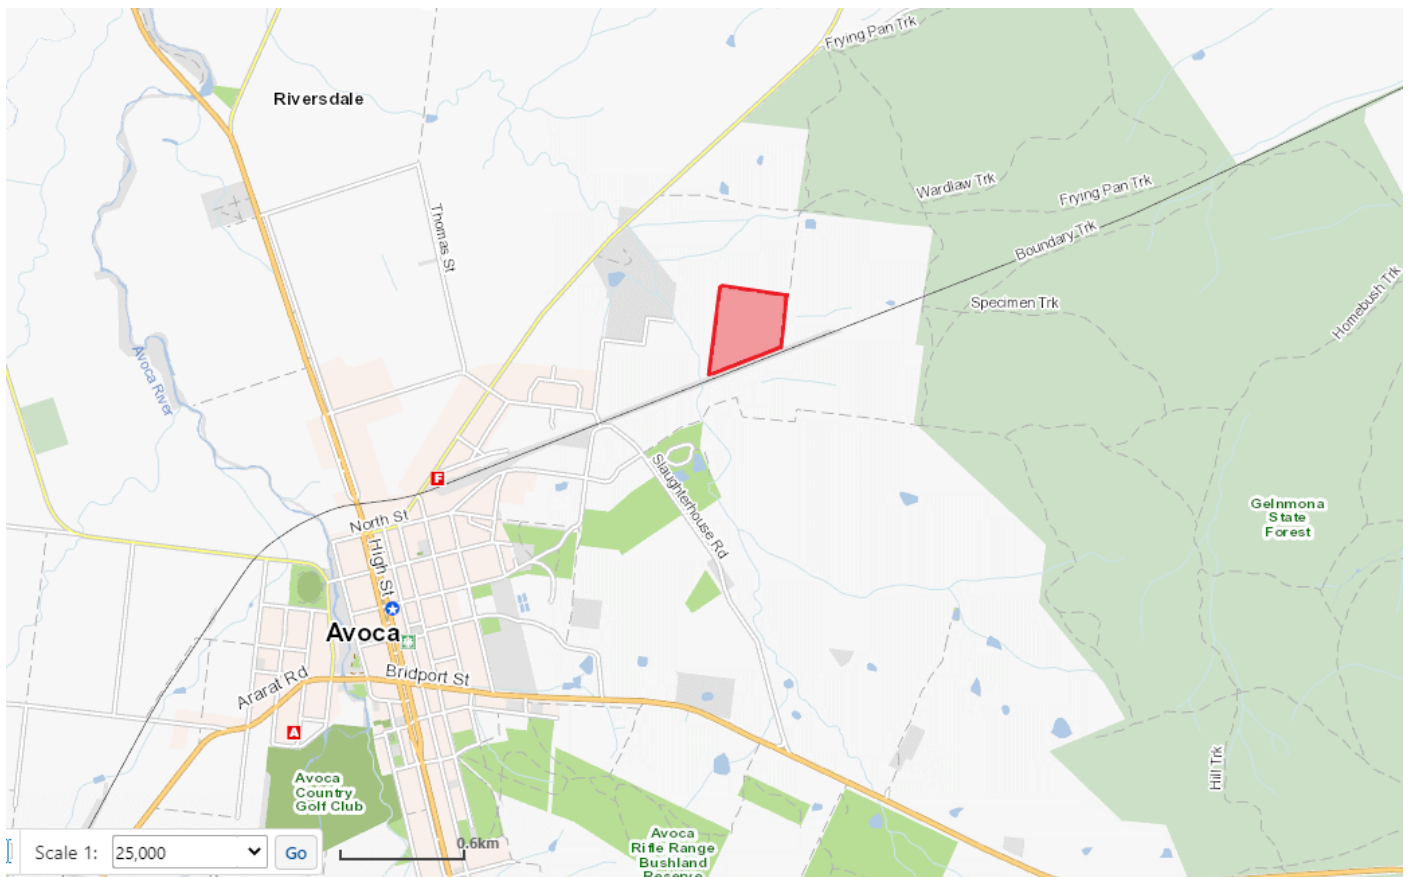 Frying Pan Trk
Riversdale
Wardlaw Trk
Frying Pan Trk
Thomas St
Boundary Trk
Specimen Trk
Homebush Trk
Avoca River
F
Slaughterhouse Rd
Gelnmona
State
Forest
North St
High St
Avoca
Bridport St
Ararat Rd
A
Hill Trk
Avoca
Country
Golf Club
Avoca
Rifle Range
Bushland
Reserve
0.6km
Scale 1:
25,000
Go